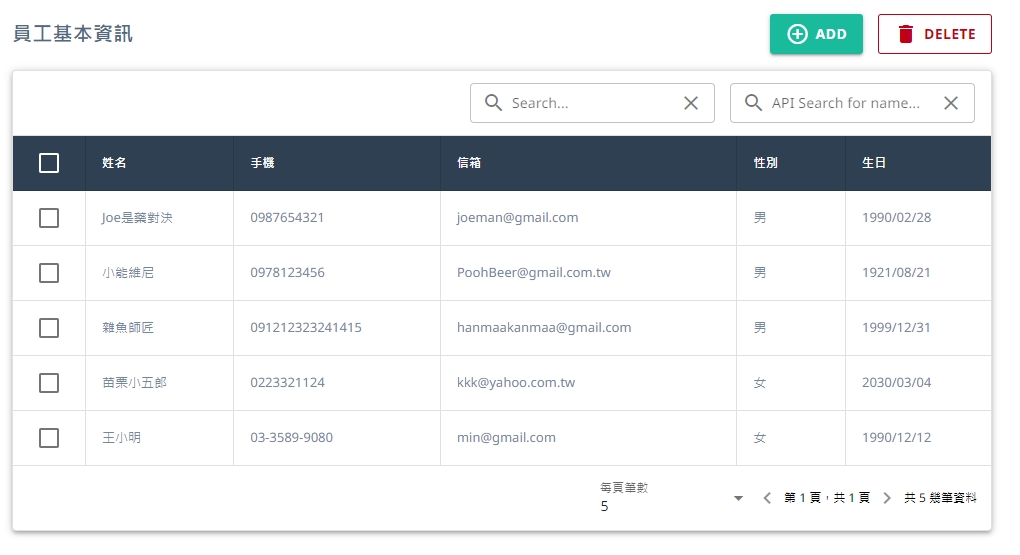 員工基本資訊
ADD
DELETE
Search...
API Search for name...
姓名 手機 信箱 性別 生日
Joe是藥對決 0987654321 joeman@gmail.com 男 1990/02/28
小能維尼 0978123456 PoohBeer@gmail.com.tw 男 1921/08/21
雜魚師匠 091212323241415 hanmaakanmaa@gmail.com 男 1999/12/31
苗栗小五郎 0223321124 kkk@yahoo.com.tw 女 2030/03/04
王小明 03-3589-9080 min@gmail.com 女 1990/12/12
每頁筆數
5
第 1 頁，共 1 頁
共 5 幾筆資料